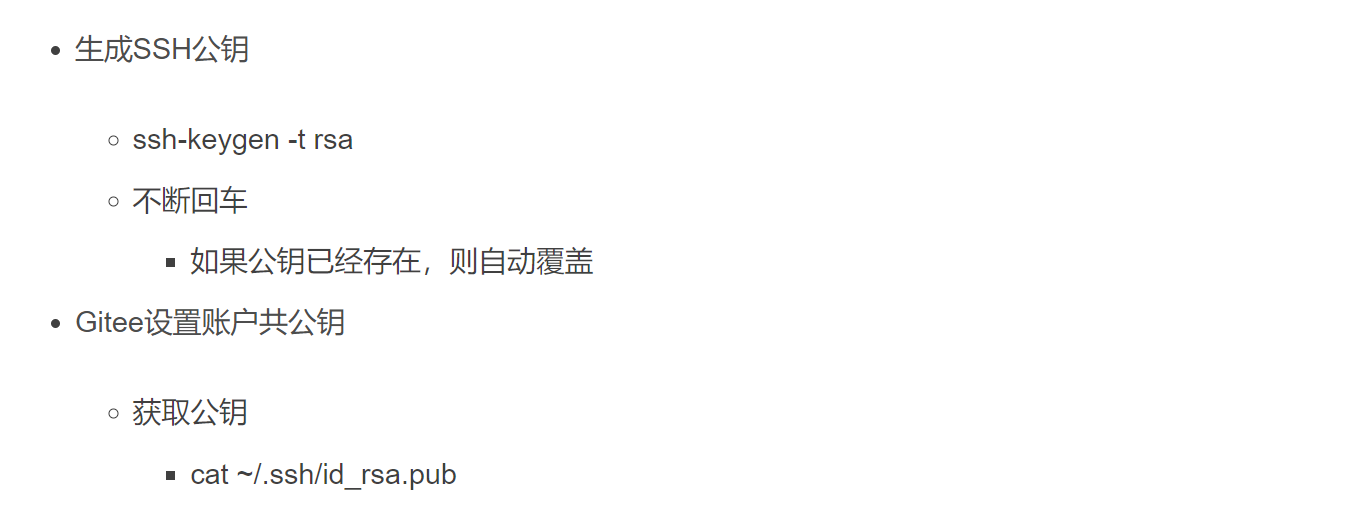 生成SSH公钥
ssh-keygen -t rsa
不断回车
如果公钥已经存在，则自动覆盖
Gitee设置账户共公钥
获取公钥
cat ~/.ssh/id_rsa.pub